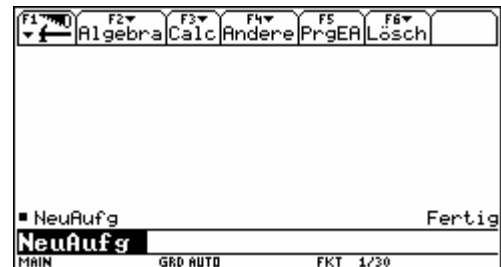 F1 F2 F3 F4 F5 F6
Algebra Calc Andere PrgEA Lösch
NeuAufg Fertig
NeuAufg
MAIN GRD AUTO FKT 1/30